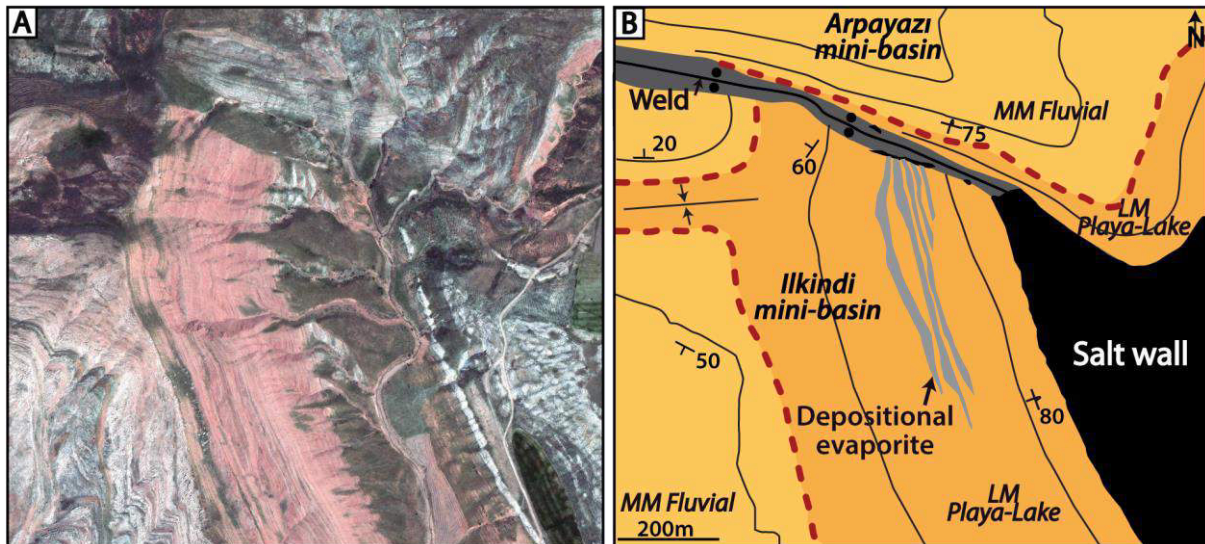 A
B
Arpayazı
mini-basin
N
Weld
MM Fluvial
75
20
60
LM
Playa-Lake
Ilkindi
mini-basin
Salt wall
50
Depositional
evaporite
80
MM Fluvial
200m
LM
Playa-Lake